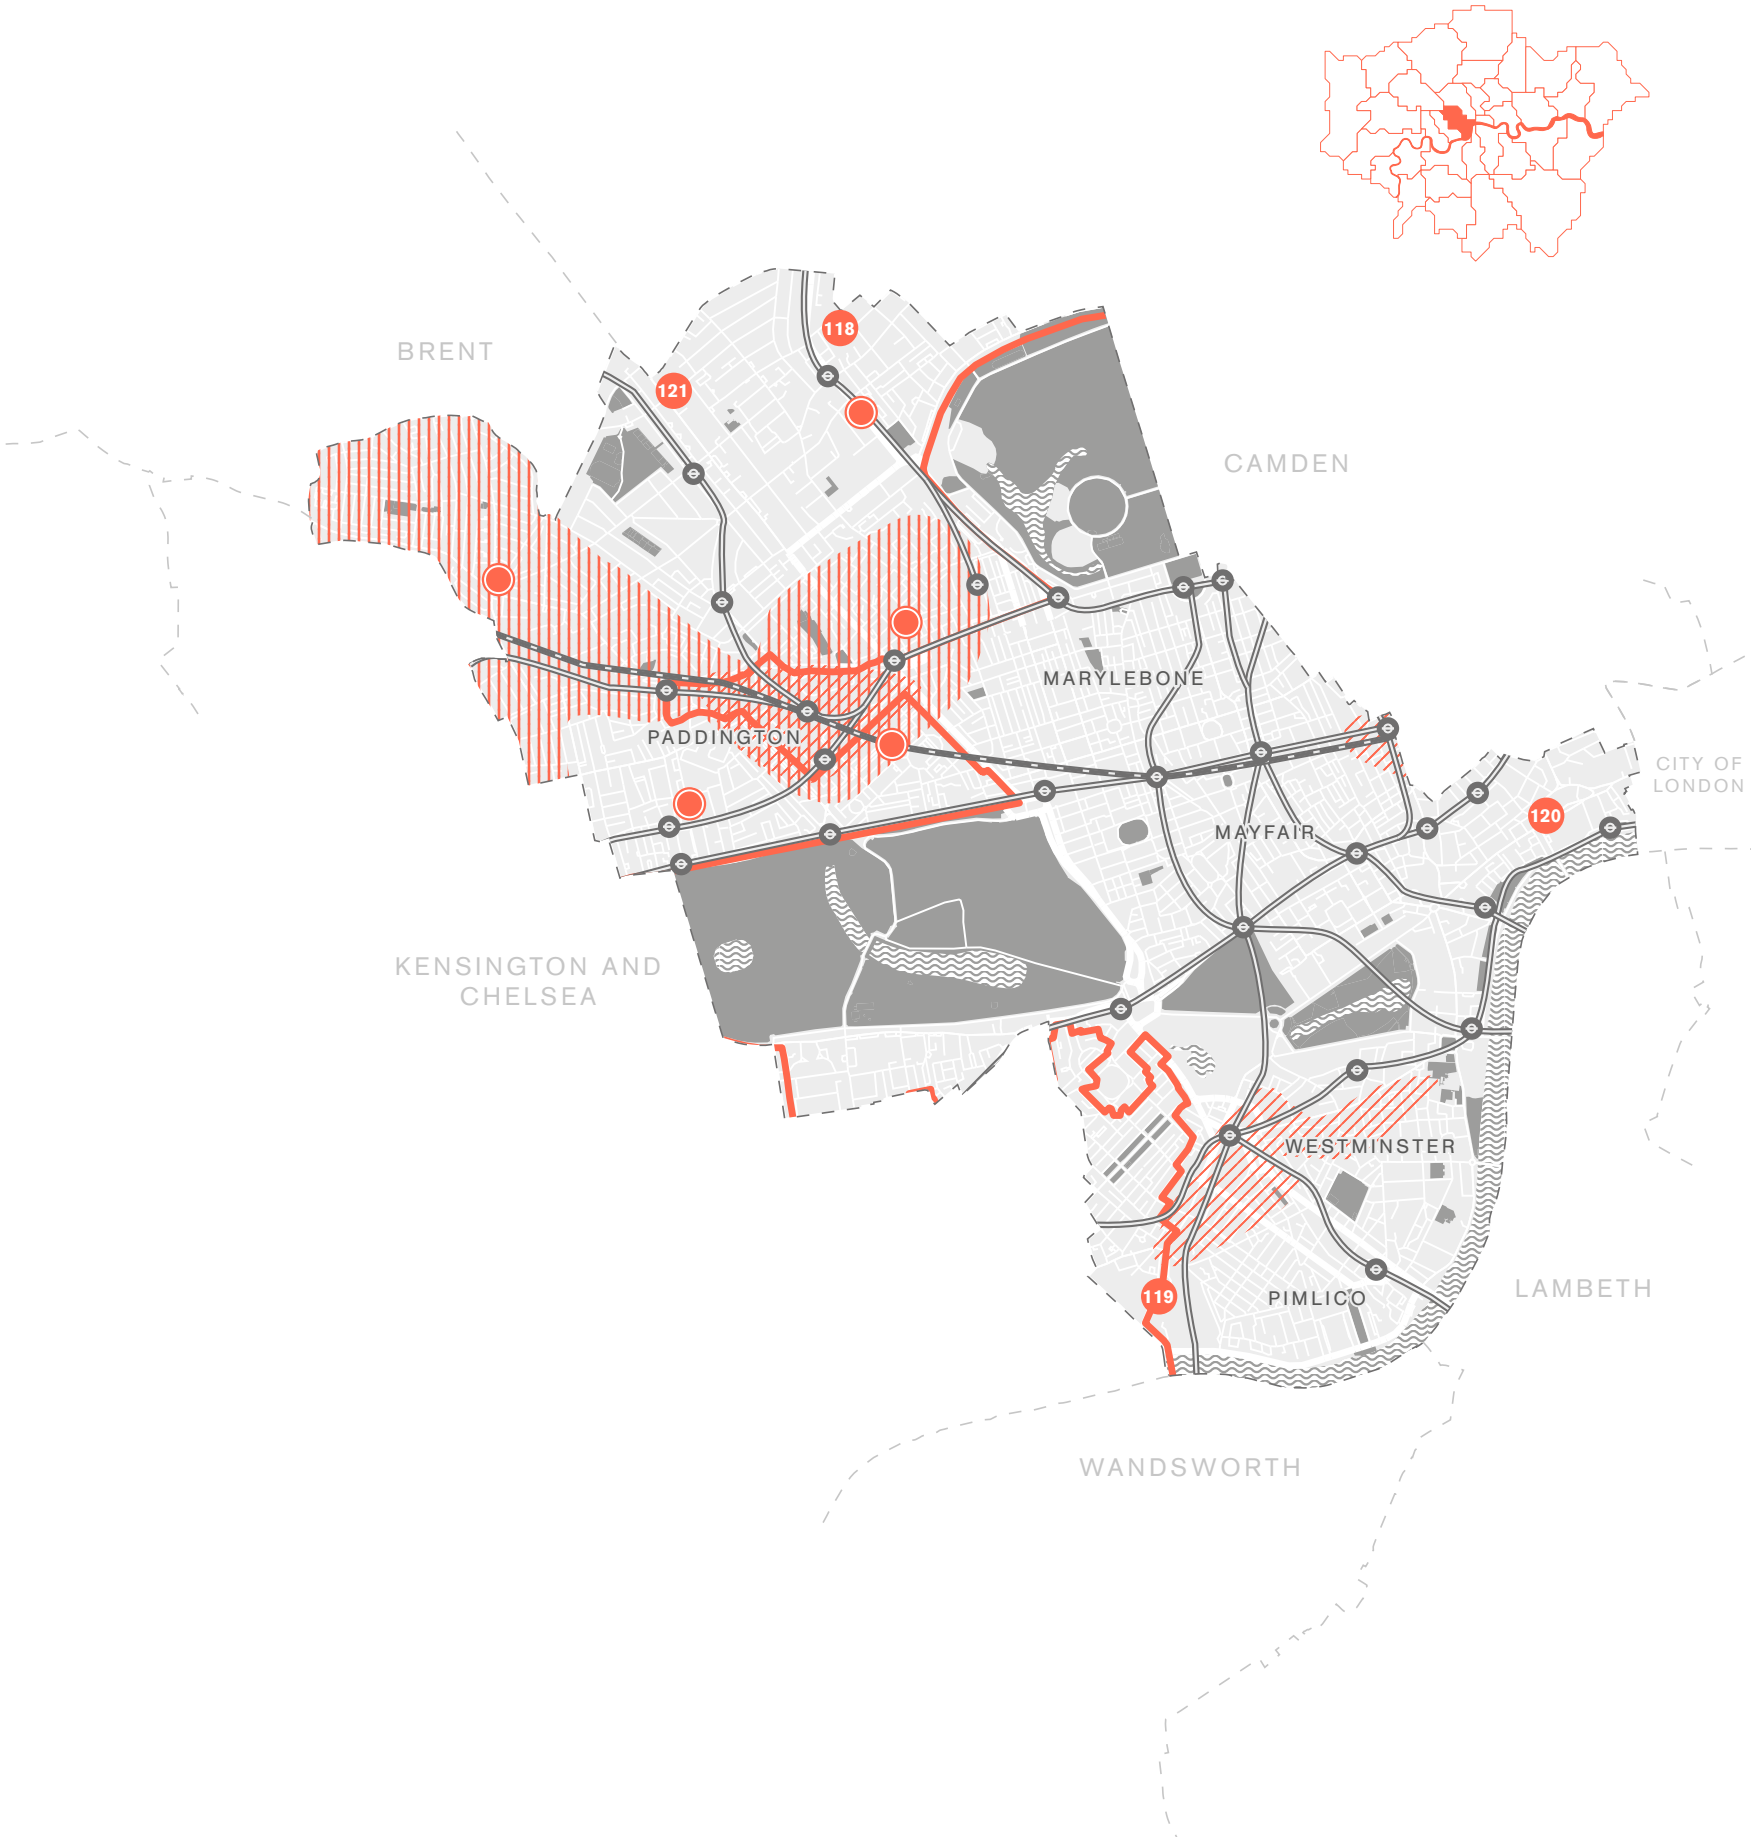 118
BRENT
121
CAMDEN
MARYLEBONE
PADDINGTON
CITY OF
LONDON
120
MAYFAIR
KENSINGTON AND
CHELSEA
WESTMINSTER
LAMBETH
119
PIMLICO
WANDSWORTH